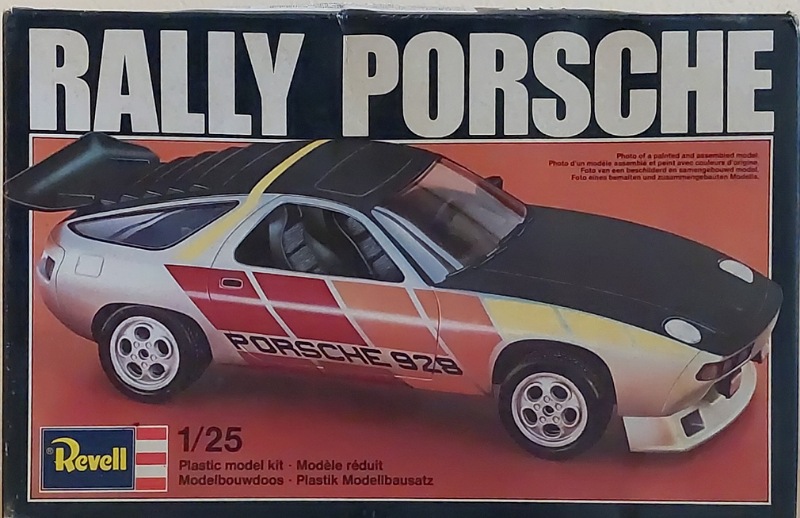 RALLY PORSCHE
Photo of a painted and assembled model.
Photo d'un modèle assemblé et peint avec couleurs d'origine.
Foto van een beschilderd en samengebouwd model.
Foto eines bemalten und zusammengebauten Modells.
PORSCHE 928
®Revell
1/25
Plastic model kit · Modèle réduit
Modelbouwdoos · Plastik Modellbausatz